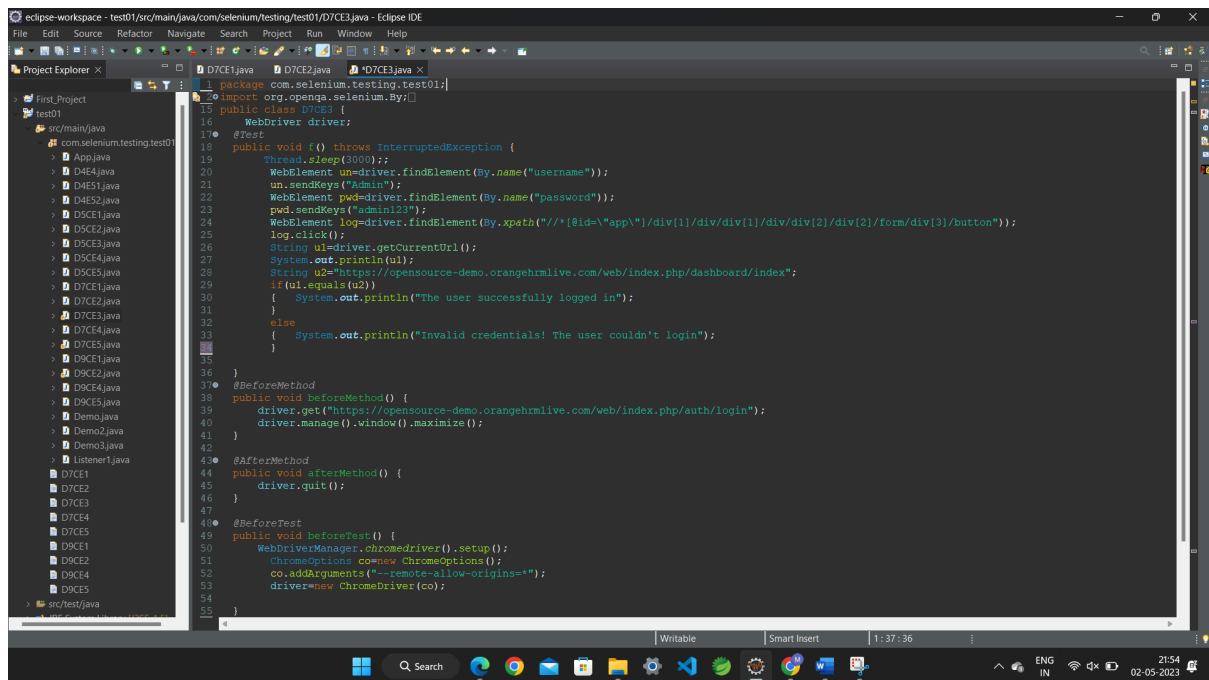 eclipse-workspace - test01/src/main/java/com/selenium/testing/test01/D7CE3.java - Eclipse IDE
File Edit Source Refactor Navigate Search Project Run Window Help
Project Explorer
First_Project
test01
src/main/java
com.selenium.testing.test01
App.java
D4E4.java
D4E51.java
D4E52.java
D5CE1.java
D5CE2.java
D5CE3.java
D5CE4.java
D5CE5.java
D7CE1.java
D7CE2.java
D7CE3.java
D7CE4.java
D7CE5.java
D9CE1.java
D9CE2.java
D9CE4.java
D9CE5.java
Demo.java
Demo2.java
Demo3.java
Listener1.java
D7CE1
D7CE2
D7CE3
D7CE4
D7CE5
D9CE1
D9CE2
D9CE4
D9CE5
src/test/java
D7CE1.java D7CE2.java *D7CE3.java
1 package com.selenium.testing.test01;
2 import org.openqa.selenium.By;
15 public class D7CE3 {
16 WebDriver driver;
17 @Test
18 public void f() throws InterruptedException {
19 Thread.sleep(3000);;
20 WebElement un=driver.findElement(By.name("username"));
21 un.sendKeys("Admin");
22 WebElement pwd=driver.findElement(By.name("password"));
23 pwd.sendKeys("admin123");
24 WebElement log=driver.findElement(By.xpath("//*[@id=\"app\"]/div[1]/div/div[1]/div/div[2]/div[2]/form/div[3]/button"));
25 log.click();
26 String u1=driver.getCurrentUrl();
27 System.out.println(u1);
28 String u2="https://opensource-demo.orangehrmlive.com/web/index.php/dashboard/index";
29 if(u1.equals(u2))
30 { System.out.println("The user successfully logged in");
31 }
32 else
33 { System.out.println("Invalid credentials! The user couldn't login");
34 }
35
36 }
37 @BeforeMethod
38 public void beforeMethod() {
39 driver.get("https://opensource-demo.orangehrmlive.com/web/index.php/auth/login");
40 driver.manage().window().maximize();
41 }
42
43 @AfterMethod
44 public void afterMethod() {
45 driver.quit();
46 }
47
48 @BeforeTest
49 public void beforeTest() {
50 WebDriverManager.chromedriver().setup();
51 ChromeOptions co=new ChromeOptions();
52 co.addArguments("--remote-allow-origins=*");
53 driver=new ChromeDriver(co);
54
55 }
Writable Smart Insert 1 : 37 : 36
Search
ENG
IN
21:54
02-05-2023